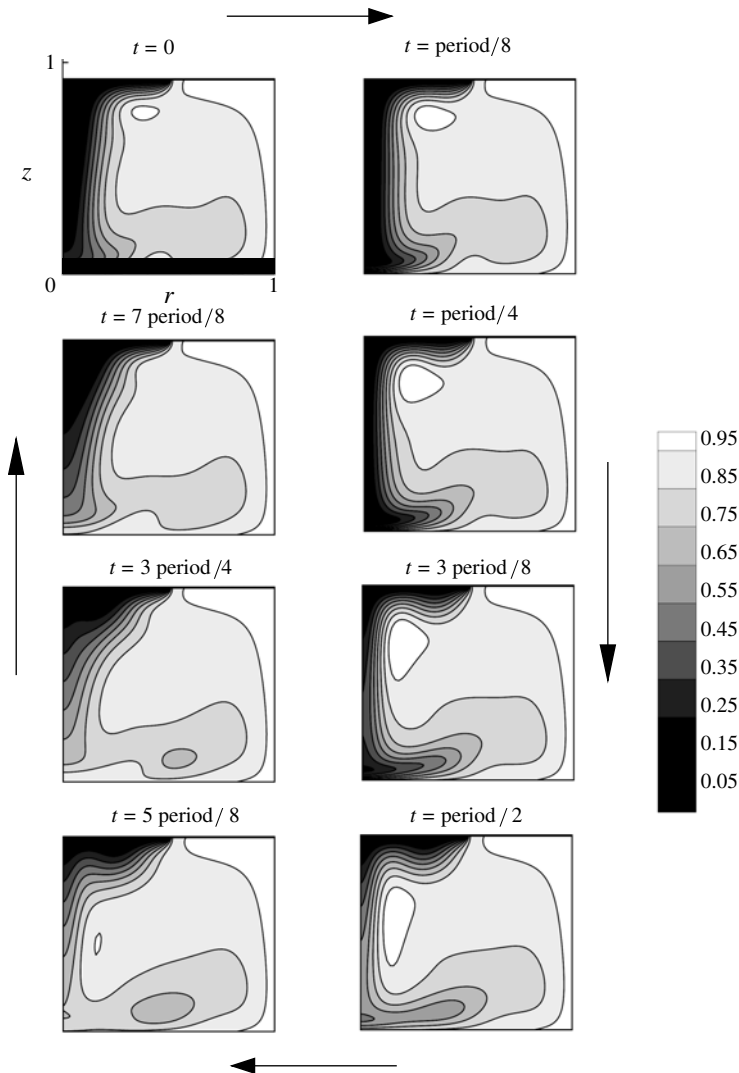 t = 0
t = period/8
1
z
0
r
1
t = 7 period/8
t = period/4
t = 3 period/4
t = 3 period/8
t = 5 period/ 8
t = period/2
0.95
0.85
0.75
0.65
0.55
0.45
0.35
0.25
0.15
0.05